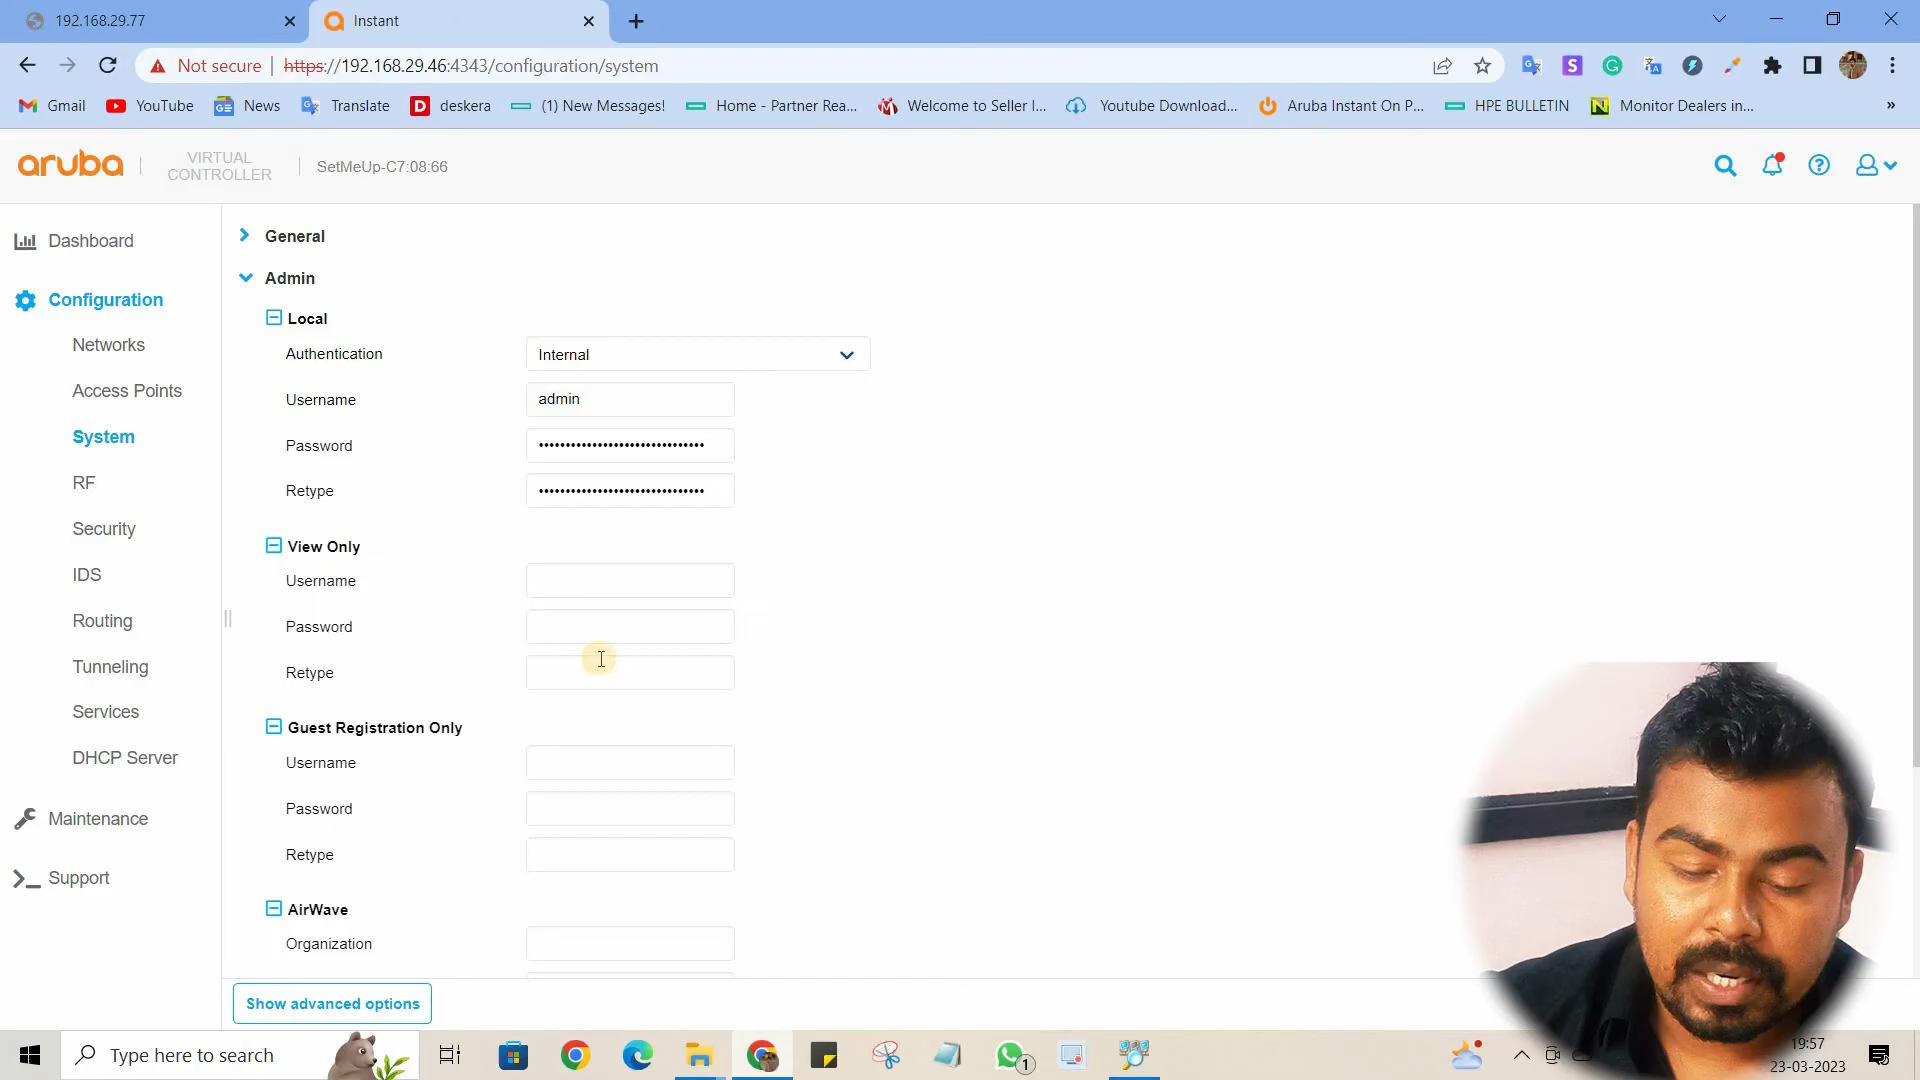 192.168.29.77
Instant
Not secure
https://192.168.29.46:4343/configuration/system
Gmail
YouTube
News
Translate
deskera
(1) New Messages!
Home - Partner Rea...
Welcome to Seller I...
Youtube Download...
Aruba Instant On P...
HPE BULLETIN
Monitor Dealers in...
»
aruba
VIRTUAL
CONTROLLER
SetMeUp-C7:08:66
Dashboard
Configuration
Networks
Access Points
System
RF
Security
IDS
Routing
Tunneling
Services
DHCP Server
Maintenance
Support
General
Admin
Local
Authentication
Internal
Username
admin
Password
••••••••••••••••••••••••••••••••
Retype
••••••••••••••••••••••••••••••••
View Only
Username
Password
Retype
Guest Registration Only
Username
Password
Retype
AirWave
Organization
Show advanced options
Type here to search
1
19:57
23-03-2023